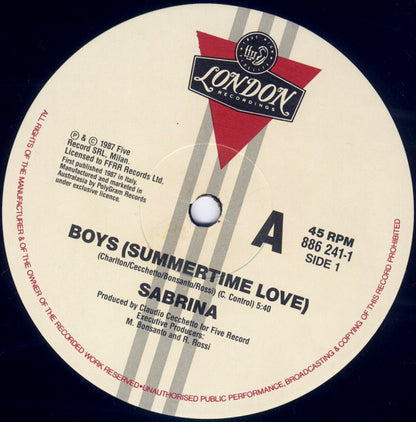 LONDON
RECORDINGS
℗ & © 1987 Five
Record SRL, Milan.
Licensed to FFRR Records Ltd.
First published 1987 in Italy.
Manufactured and marketed in
Australia by PolyGram Records
under exclusive licence.
A
45 RPM
886 241-1
SIDE 1
BOYS (SUMMERTIME LOVE)
(Charlton/Cecchetto/Bonsanto/Rossi) (C. Control) 5:40
SABRINA
Produced by Claudio Cecchetto for Five Record
Executive Producers:
M. Bonsanto & R. Rossi
ALL RIGHTS OF THE MANUFACTURER & OF THE OWNER OF THE RECORDED WORK RESERVED • UNAUTHORISED PUBLIC PERFORMANCE, BROADCASTING & COPYING OF THIS RECORD PROHIBITED